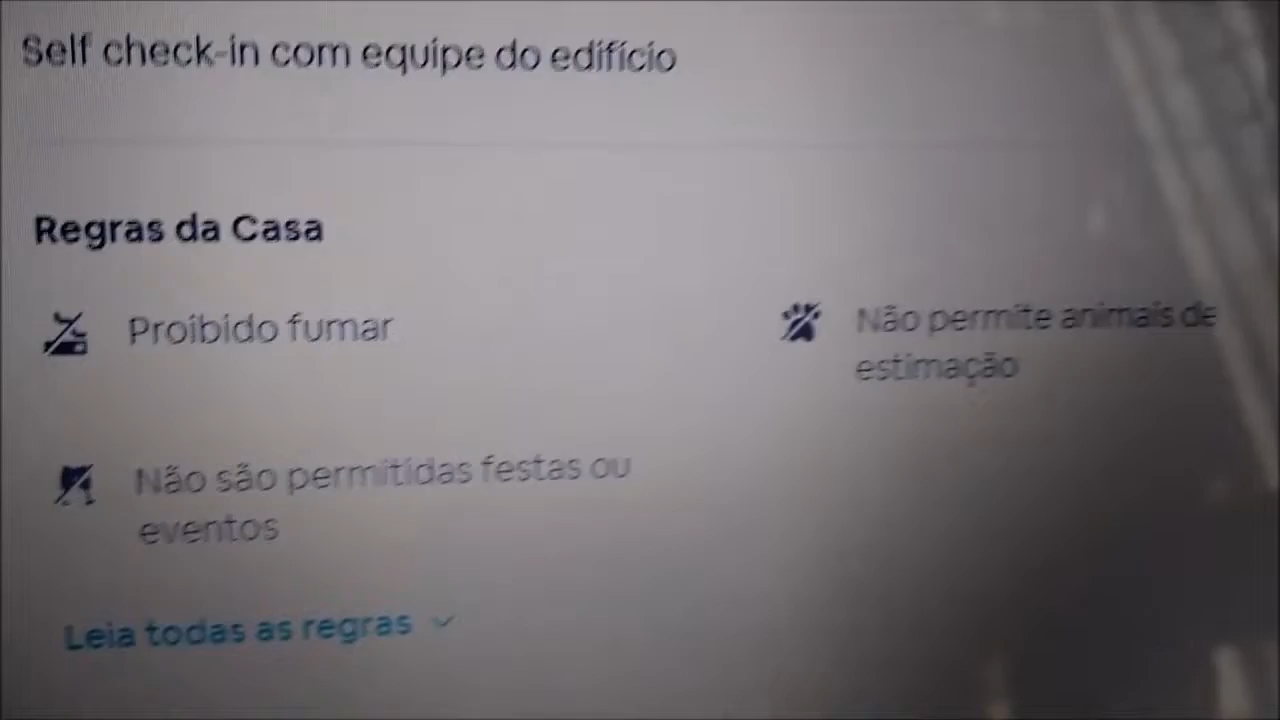 Self check-in com equipe do edifício
Regras da Casa
Proibido fumar
Não permite animais de
estimação
Não são permitidas festas ou
eventos
Leia todas as regras